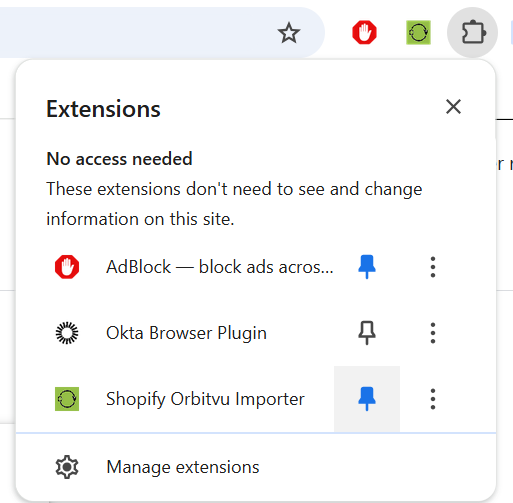 Extensions
No access needed
These extensions don't need to see and change
information on this site.
AdBlock — block ads acros...
Okta Browser Plugin
Shopify Orbitvu Importer
Manage extensions